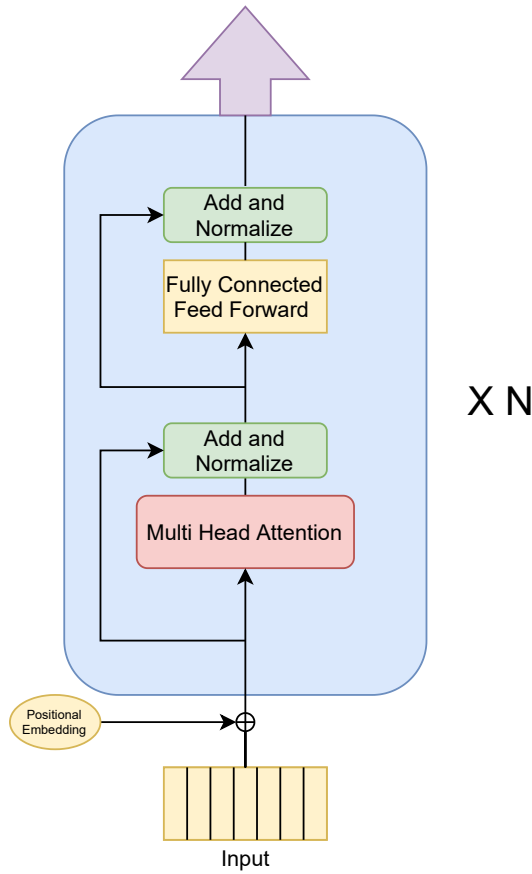 Add and
Normalize
Fully Connected
Feed Forward
X N
Add and
Normalize
Multi Head Attention
Positional
Embedding
Input